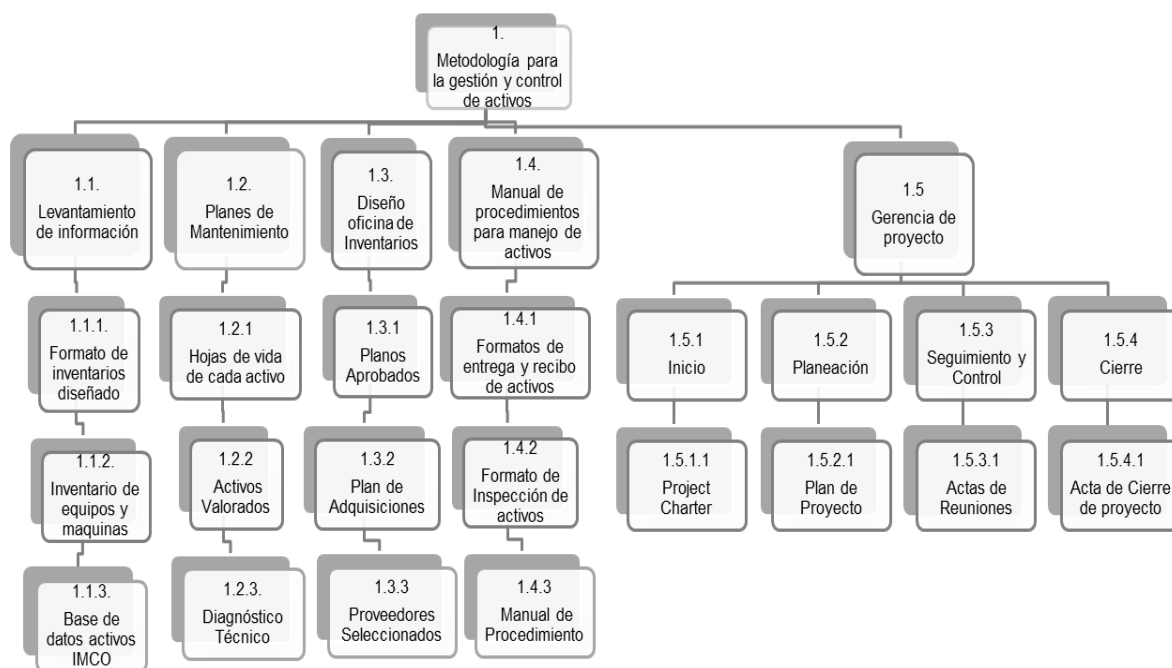 1.
Metodología para
la gestión y control
de activos
1.1.
Levantamiento
de información
1.2.
Planes de
Mantenimiento
1.3.
Diseño
oficina de
Inventarios
1.4.
Manual de
procedimientos
para manejo de
activos
1.5
Gerencia de
proyecto
1.1.1.
Formato de
inventarios
diseñado
1.2.1
Hojas de vida
de cada activo
1.3.1
Planos
Aprobados
1.4.1
Formatos de
entrega y recibo
de activos
1.5.1
Inicio
1.5.2
Planeación
1.5.3
Seguimiento y
Control
1.5.4
Cierre
1.1.2.
Inventario de
equipos y
maquinas
1.2.2
Activos
Valorados
1.3.2
Plan de
Adquisiciones
1.4.2
Formato de
Inspección de
activos
1.5.1.1
Project
Charter
1.5.2.1
Plan de
Proyecto
1.5.3.1
Actas de
Reuniones
1.5.4.1
Acta de Cierre
de proyecto
1.1.3.
Base de
datos activos
IMCO
1.2.3.
Diagnóstico
Técnico
1.3.3
Proveedores
Seleccionados
1.4.3
Manual de
Procedimiento